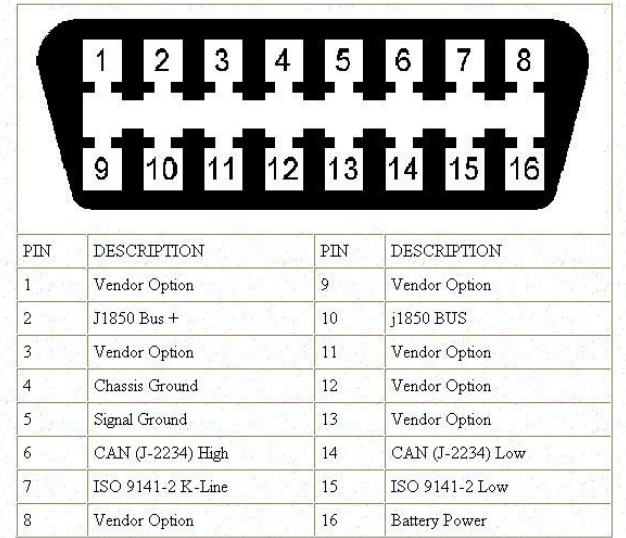 1 2 3 4 5 6 7 8
9 10 11 12 13 14 15 16
PIN DESCRIPTION PIN DESCRIPTION
1 Vendor Option 9 Vendor Option
2 J1850 Bus + 10 j1850 BUS
3 Vendor Option 11 Vendor Option
4 Chassis Ground 12 Vendor Option
5 Signal Ground 13 Vendor Option
6 CAN (J-2234) High 14 CAN (J-2234) Low
7 ISO 9141-2 K-Line 15 ISO 9141-2 Low
8 Vendor Option 16 Battery Power